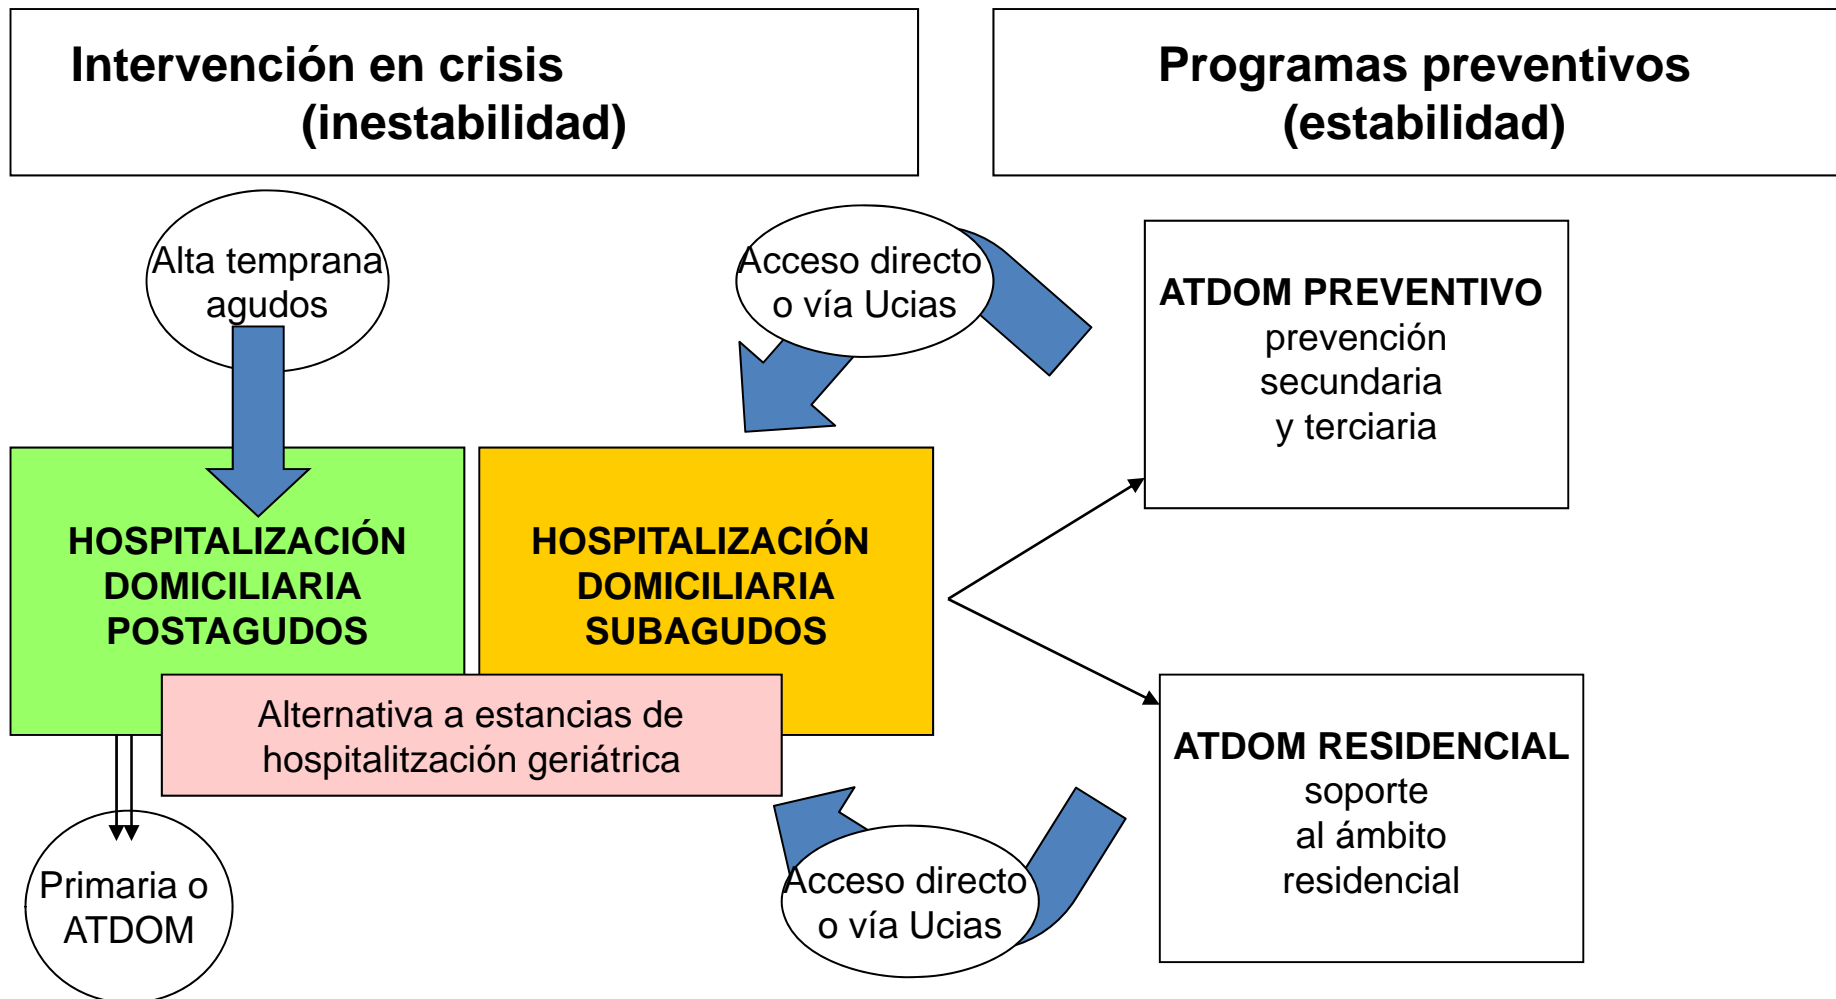 Intervención en crisis
(inestabilidad)
Programas preventivos
(estabilidad)
Alta temprana
agudos
Acceso directo
o vía Ucias
ATDOM PREVENTIVO
prevención
secundaria
y terciaria
HOSPITALIZACIÓN
DOMICILIARIA
POSTAGUDOS
HOSPITALIZACIÓN
DOMICILIARIA
SUBAGUDOS
Alternativa a estancias de
hospitalitzación geriátrica
ATDOM RESIDENCIAL
soporte
al ámbito
residencial
Primaria o
ATDOM
Acceso directo
o vía Ucias